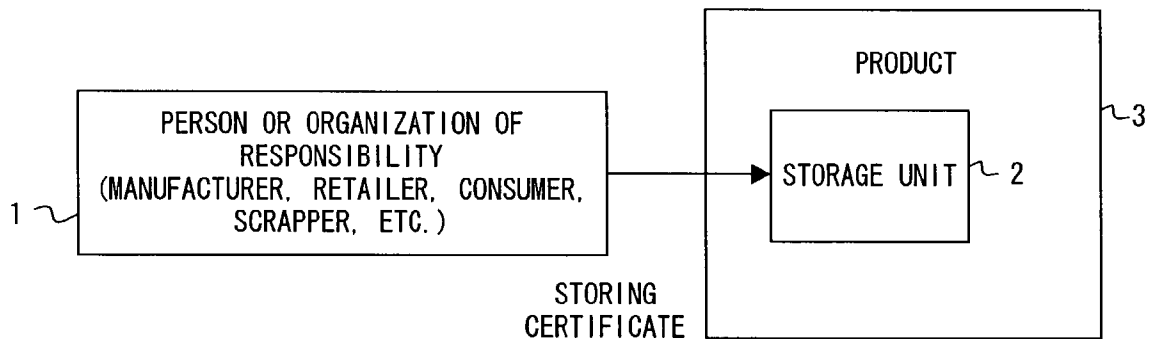 PRODUCT
3
PERSON OR ORGANIZATION OF
RESPONSIBILITY
(MANUFACTURER, RETAILER, CONSUMER,
SCRAPPER, ETC.)
1
STORAGE UNIT
2
STORING
CERTIFICATE